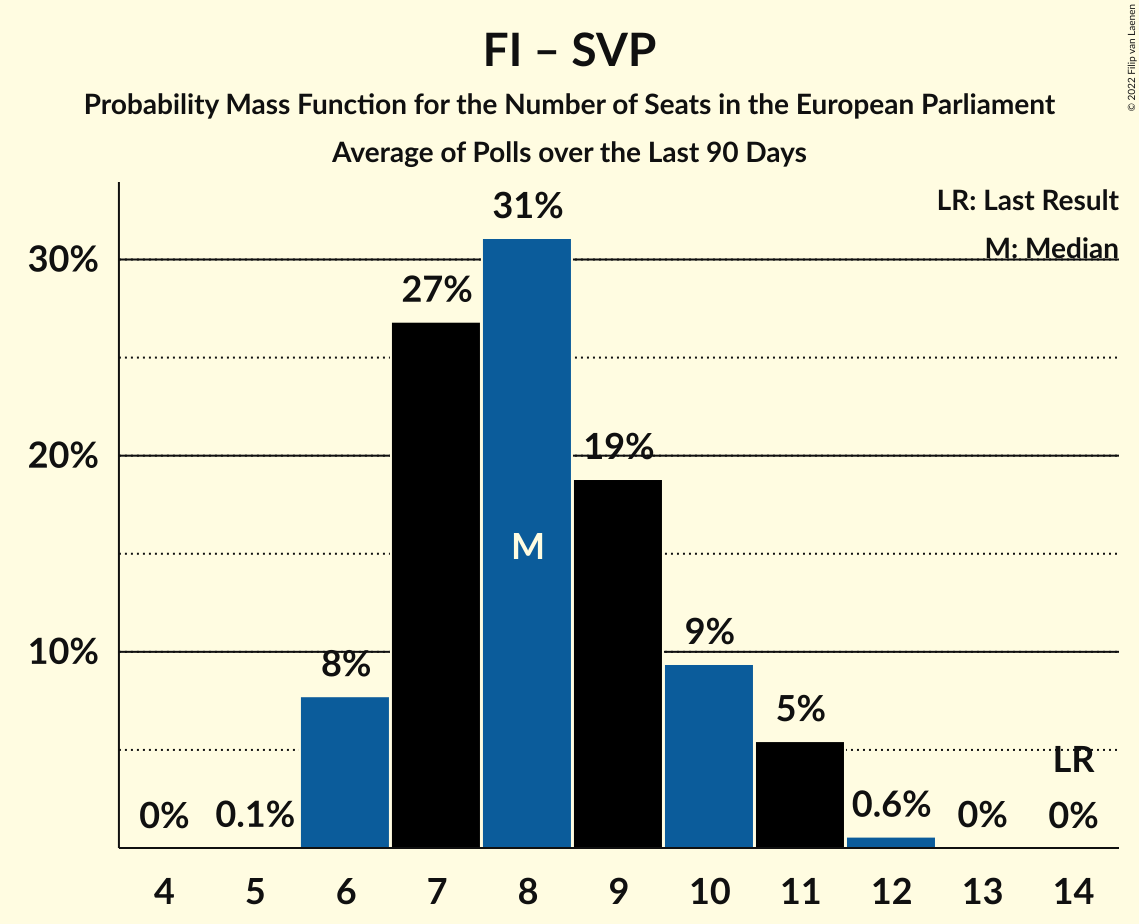 FI – SVP
Probability Mass Function for the Number of Seats in the European Parliament
Average of Polls over the Last 90 Days
© 2022 Filip van Laenen
LR: Last Result
M: Median
30%
20%
10%
0%
0.1%
8%
27%
31%
M
19%
9%
5%
0.6%
0%
LR
0%
4 5 6 7 8 9 10 11 12 13 14